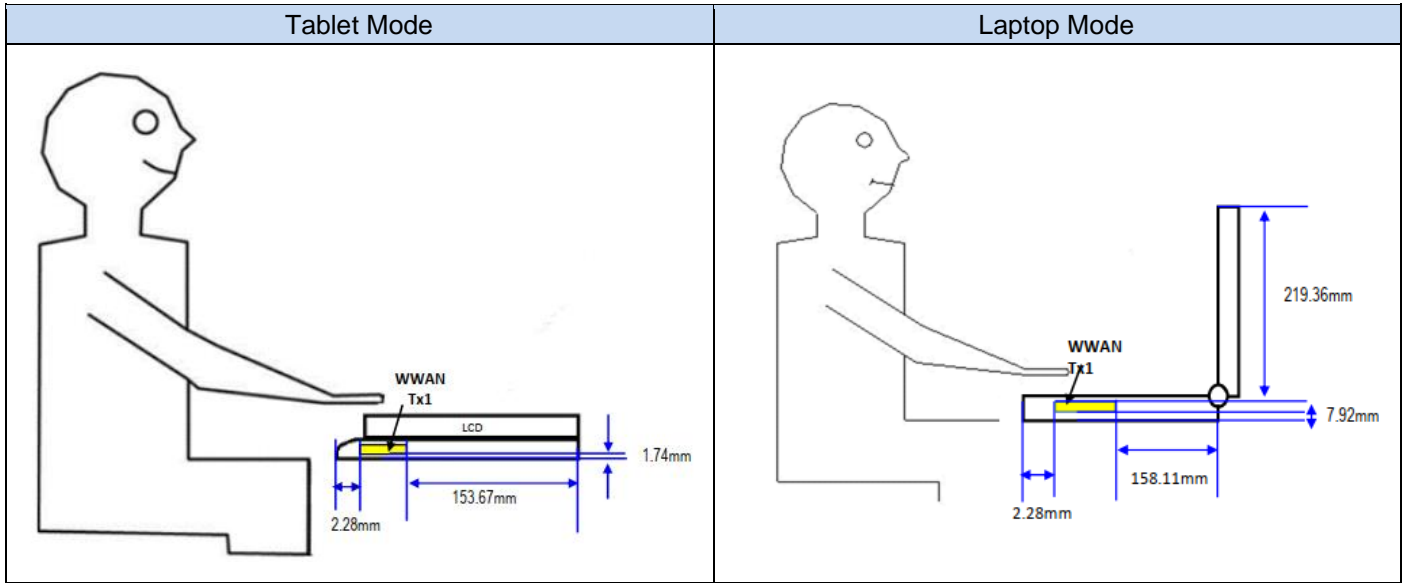 Tablet Mode
WWAN
Tx1
LCD
1.74mm
153.67mm
2.28mm
Laptop Mode
219.36mm
WWAN
Tx1
7.92mm
158.11mm
2.28mm